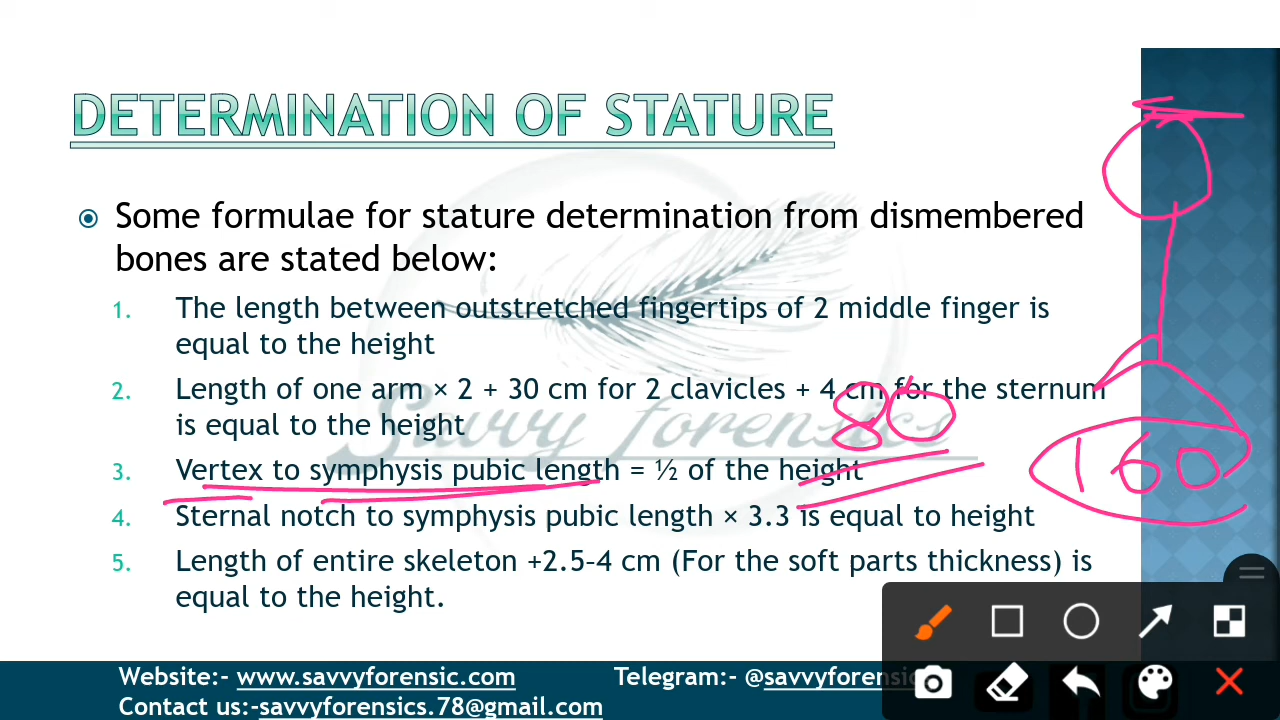 DETERMINATION OF STATURE
Some formulae for stature determination from dismembered
bones are stated below:
1. The length between outstretched fingertips of 2 middle finger is
equal to the height
2. Length of one arm × 2 + 30 cm for 2 clavicles + 4 cm for the sternum
is equal to the height
80
Savvy forensics
3. Vertex to symphysis pubic length = ½ of the height
160
4. Sternal notch to symphysis pubic length × 3.3 is equal to height
5. Length of entire skeleton +2.5–4 cm (For the soft parts thickness) is
equal to the height.
Website:- www.savvyforensic.com Telegram:- @savvyforensic
Contact us:-savvyforensics.78@gmail.com